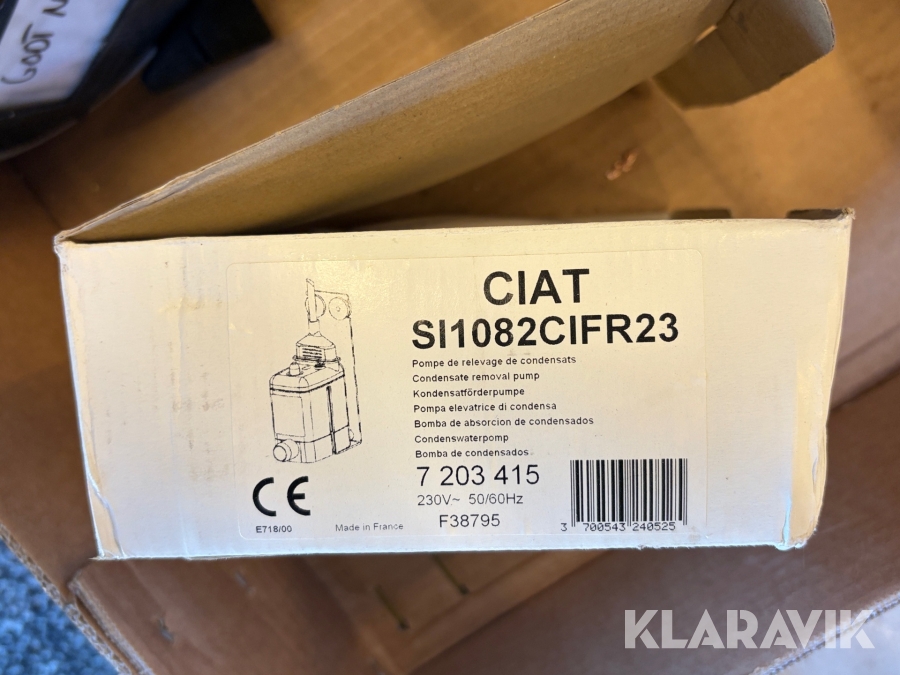 CIAT
SI1082CIFR23
Pompe de relevage de condensats
Condensate removal pump
Kondensatförderpumpe
Pompa elevatrice di condensa
Bomba de absorcion de condensados
Condenswaterpomp
Bomba de condensados
7 203 415
230V~ 50/60Hz
F38795
E718/00
Made in France
3 700543 240525
KLARAVIK